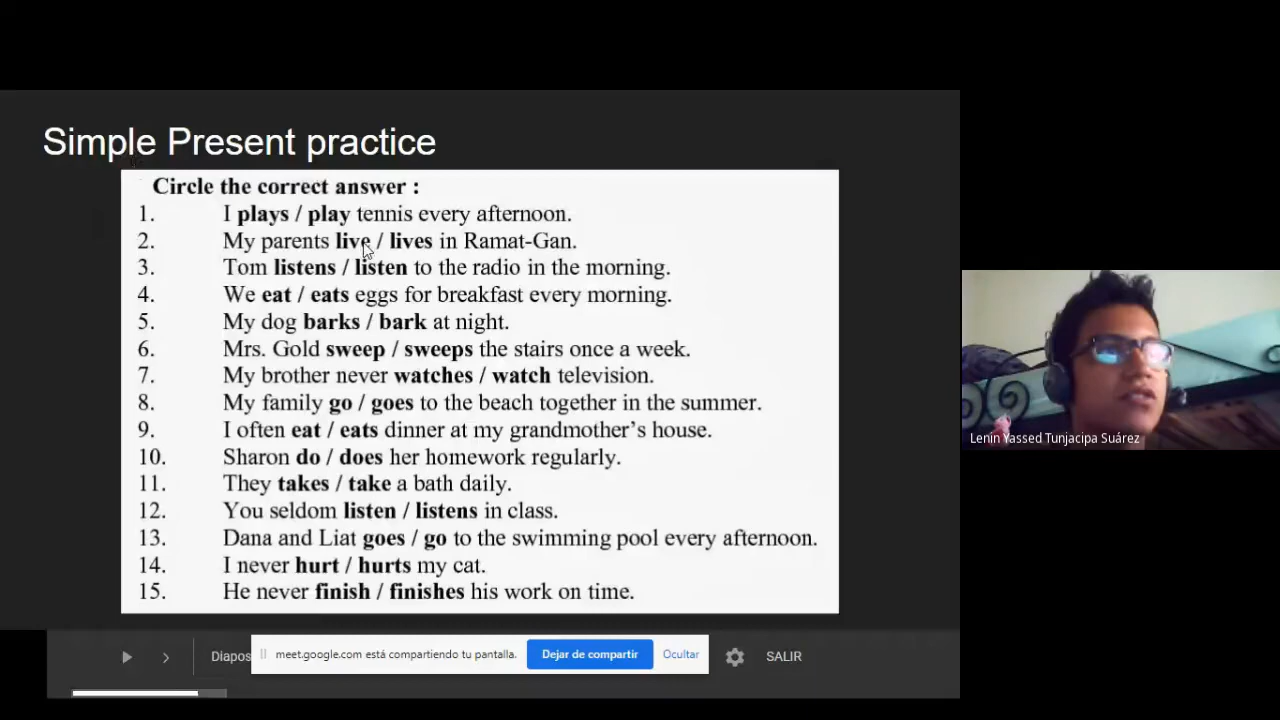 Simple Present practice
Circle the correct answer :
1. I plays / play tennis every afternoon.
2. My parents live / lives in Ramat-Gan.
3. Tom listens / listen to the radio in the morning.
4. We eat / eats eggs for breakfast every morning.
5. My dog barks / bark at night.
6. Mrs. Gold sweep / sweeps the stairs once a week.
7. My brother never watches / watch television.
8. My family go / goes to the beach together in the summer.
9. I often eat / eats dinner at my grandmother's house.
10. Sharon do / does her homework regularly.
11. They takes / take a bath daily.
12. You seldom listen / listens in class.
13. Dana and Liat goes / go to the swimming pool every afternoon.
14. I never hurt / hurts my cat.
15. He never finish / finishes his work on time.
Lenin Yassed Tunjacipa Suárez
Diapos
meet.google.com está compartiendo tu pantalla. Dejar de compartir Ocultar
SALIR